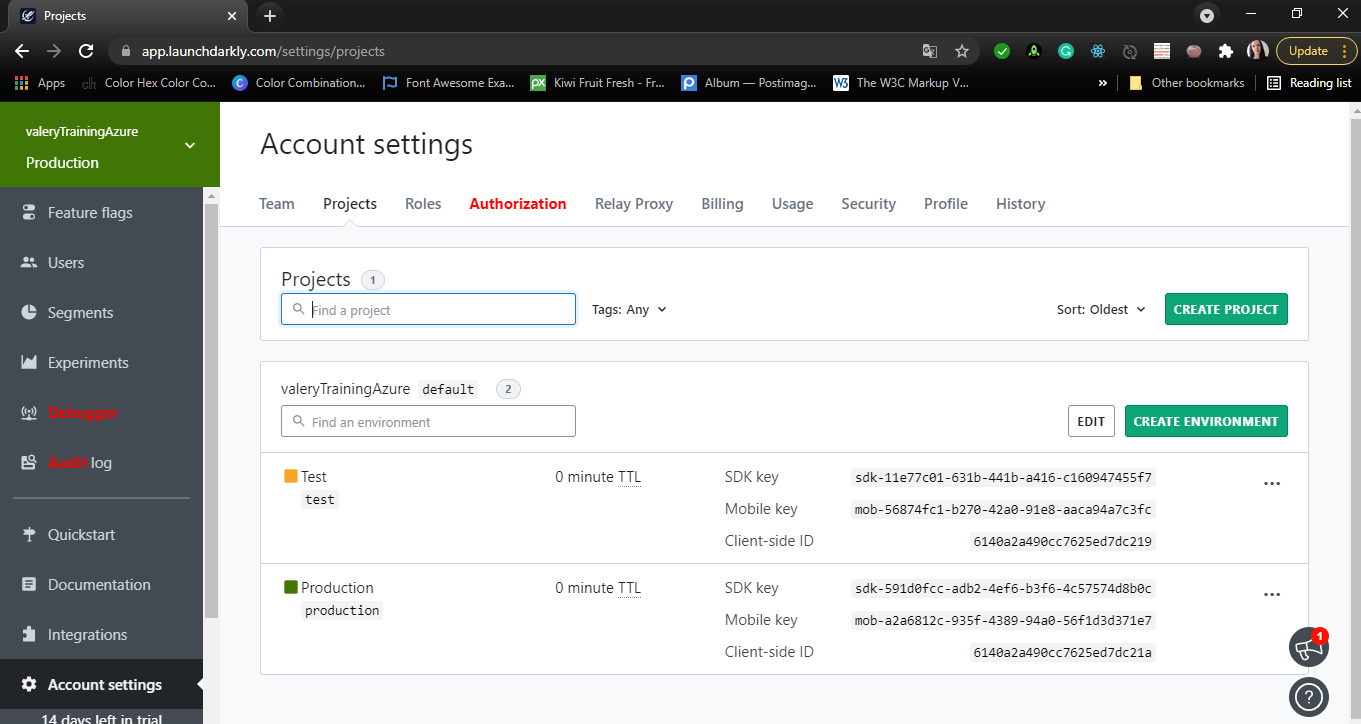 Projects
app.launchdarkly.com/settings/projects
Update
Apps
Color Hex Color Co...
Color Combination...
Font Awesome Exa...
px
Kiwi Fruit Fresh - Fr...
Album — Postimag...
W3
The W3C Markup V...
»
Other bookmarks
Reading list
valeryTrainingAzure
Production
Feature flags
Users
Segments
Experiments
Debugger
Audit log
Quickstart
Documentation
Integrations
Account settings
14 days left in trial
Account settings
Team Projects Roles Authorization Relay Proxy Billing Usage Security Profile History
Projects 1
Find a project
Tags: Any
Sort: Oldest
CREATE PROJECT
valeryTrainingAzure default 2
Find an environment
EDIT
CREATE ENVIRONMENT
Test
test
0 minute TTL
SDK key sdk-11e77c01-631b-441b-a416-c160947455f7
Mobile key mob-56874fc1-b270-42a0-91e8-aaca94a7c3fc
Client-side ID 6140a2a490cc7625ed7dc219
Production
production
0 minute TTL
SDK key sdk-591d0fcc-adb2-4ef6-b3f6-4c57574d8b0c
Mobile key mob-a2a6812c-935f-4389-94a0-56f1d3d371e7
Client-side ID 6140a2a490cc7625ed7dc21a
1
?